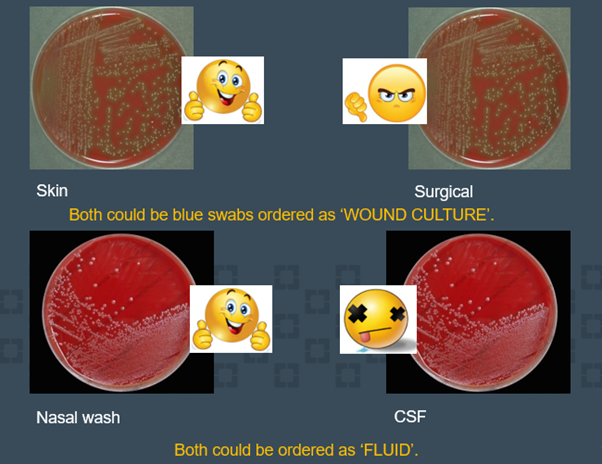 Skin
Surgical
Both could be blue swabs ordered as ‘WOUND CULTURE’.
Nasal wash
CSF
Both could be ordered as ‘FLUID’.